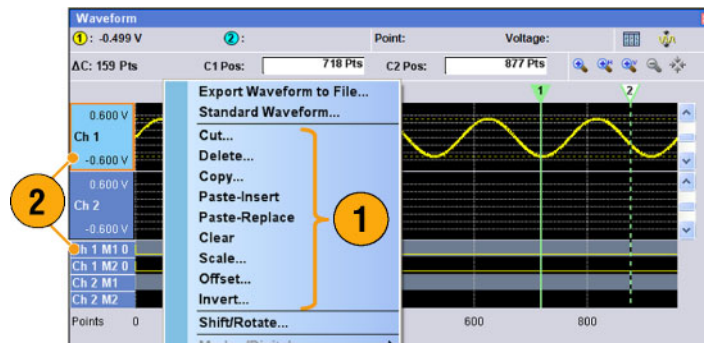 Waveform
1 : -0.499 V 2 : Point: Voltage:
ΔC: 159 Pts C1 Pos: 718 Pts C2 Pos: 877 Pts
Export Waveform to File...
Standard Waveform...
Cut...
Delete...
Copy...
Paste-Insert
Paste-Replace
Clear
Scale...
Offset...
Invert...
Shift/Rotate...
1
2
0.600 V
Ch 1
-0.600 V
0.600 V
Ch 2
-0.600 V
Ch 1 M1 0
Ch 1 M2 0
Ch 2 M1
Ch 2 M2
Points 0 600 800
1
2